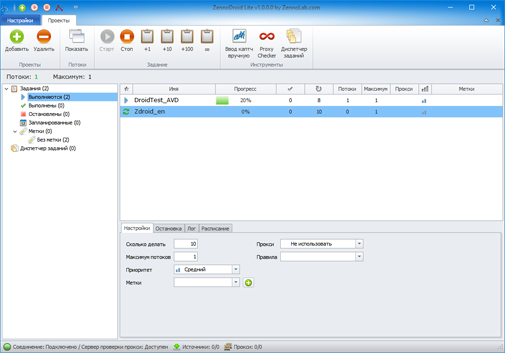 ZennoDroid Lite v1.0.0.0 by ZennoLab.com
Настройки Проекты
Добавить Удалить Показать Старт Стоп +1 +10 +100 ∞ Ввод каптч вручную Proxy Checker Диспетчер заданий
Проекты Потоки Задание Инструменты
Потоки: 1 Максимум: 1
Задания (2)
Выполняются (2)
Выполнены (0)
Остановлены (0)
Запланированные (0)
Метки (0)
Без метки (2)
Диспетчер заданий (0)
Имя Прогресс Потоки Максимум Прокси Метки
DroidTest_AVD 20% 0 8 1 1
Zdroid_en 0% 0 10 0 1
Настройки Остановка Лог Расписание
Сколько делать 10 Прокси Не использовать
Максимум потоков 1 Правила
Приоритет Средний
Метки
Соединение: Подключено / Сервер проверки прокси: Доступен Источники: 0/0 Прокси: 0/0